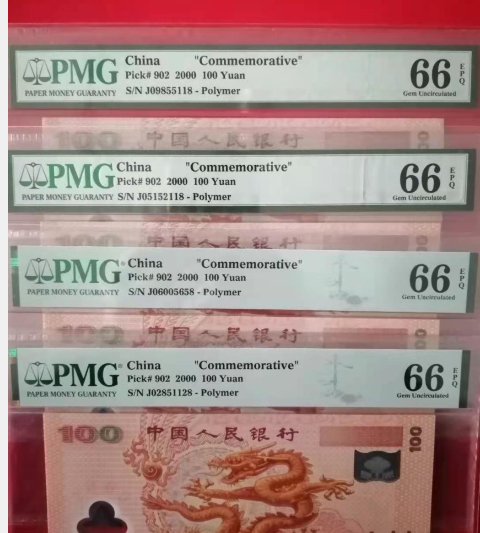 PMG
PAPER MONEY GUARANTY
China "Commemorative"
Pick# 902 2000 100 Yuan
S/N J09855118 - Polymer
66 EPQ
Gem Uncirculated
100 中国人民银行
PMG
PAPER MONEY GUARANTY
China "Commemorative"
Pick# 902 2000 100 Yuan
S/N J05152118 - Polymer
66 EPQ
Gem Uncirculated
中国人民银行
PMG
PAPER MONEY GUARANTY
China "Commemorative"
Pick# 902 2000 100 Yuan
S/N J06005658 - Polymer
66 EPQ
Gem Uncirculated
100 中国人民银行
PMG
PAPER MONEY GUARANTY
China "Commemorative"
Pick# 902 2000 100 Yuan
S/N J02851128 - Polymer
66 EPQ
Gem Uncirculated
100 中国人民银行 100